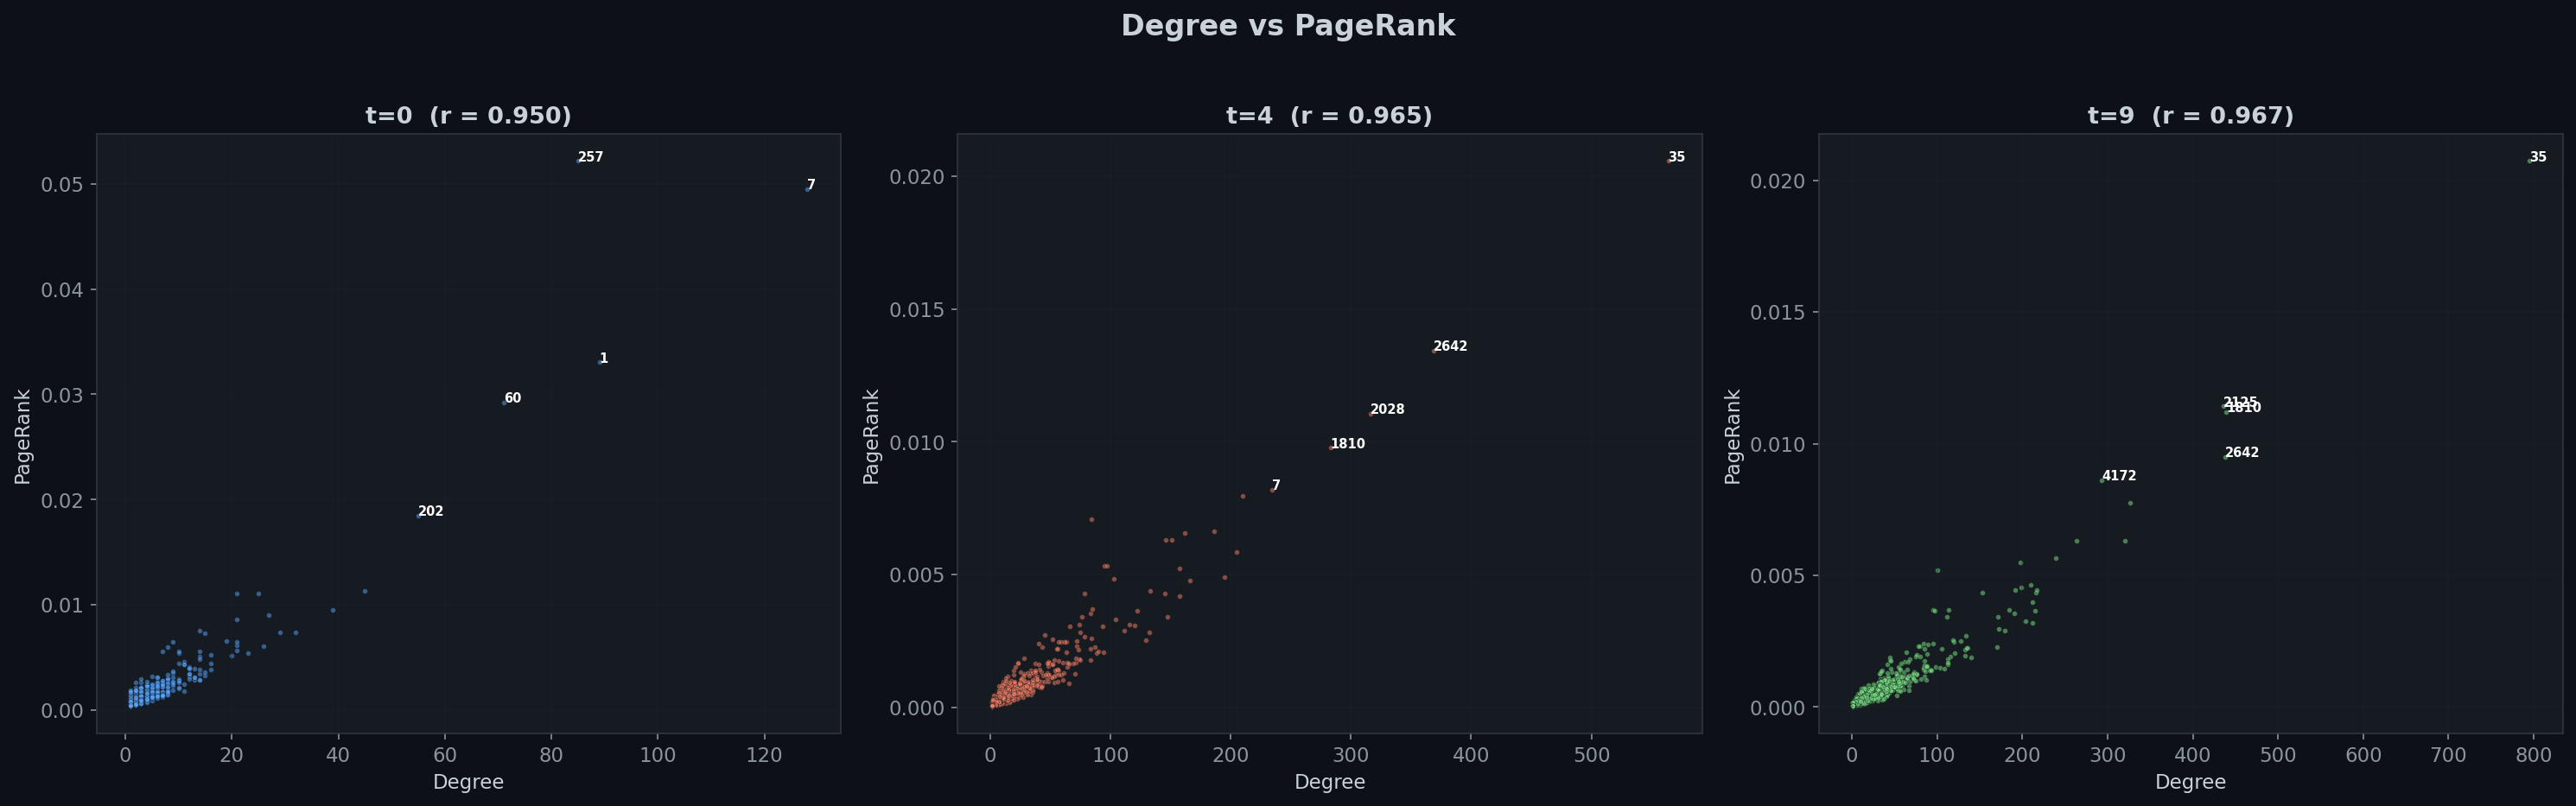 Degree vs PageRank
t=0  (r = 0.950)
PageRank
0.05
0.04
0.03
0.02
0.01
0.00
257
7
1
60
202
0 20 40 60 80 100 120
Degree
t=4  (r = 0.965)
PageRank
0.020
0.015
0.010
0.005
0.000
35
2642
2028
1810
7
0 100 200 300 400 500
Degree
t=9  (r = 0.967)
PageRank
0.020
0.015
0.010
0.005
0.000
35
2125
1810
2642
4172
0 100 200 300 400 500 600 700 800
Degree